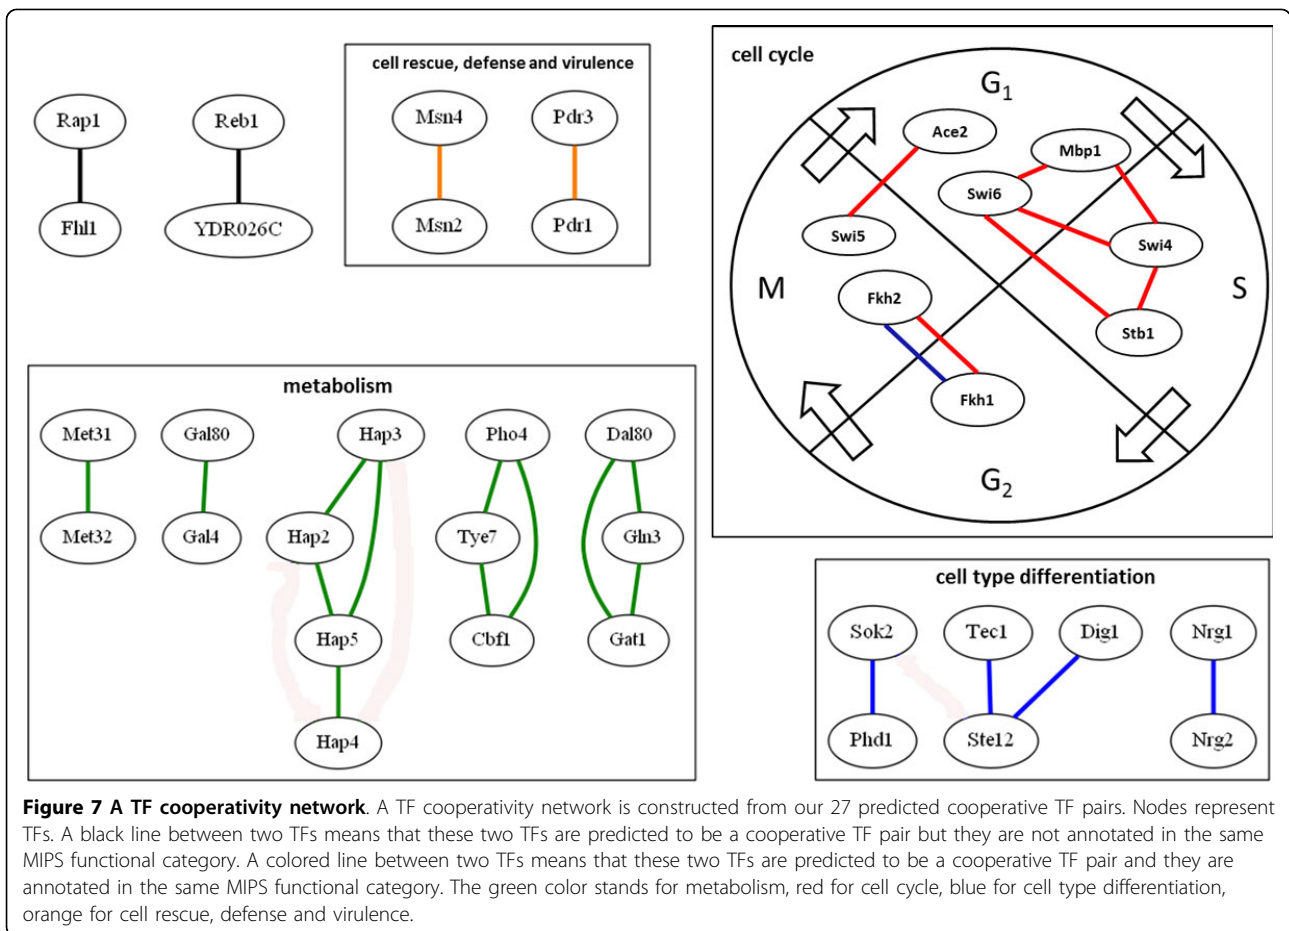 cell rescue, defense and virulence
Rap1
Reb1
Msn4
Pdr3
Fhl1
YDR026C
Msn2
Pdr1
cell cycle
G1
Ace2
Mbp1
Swi6
Swi5
Swi4
M
Fkh2
S
Stb1
Fkh1
G2
metabolism
Met31
Gal80
Hap3
Pho4
Dal80
Met32
Gal4
Hap2
Tye7
Gln3
Hap5
Cbf1
Gat1
Hap4
cell type differentiation
Sok2
Tec1
Dig1
Nrg1
Phd1
Ste12
Nrg2
Figure 7 A TF cooperativity network. A TF cooperativity network is constructed from our 27 predicted cooperative TF pairs. Nodes represent
TFs. A black line between two TFs means that these two TFs are predicted to be a cooperative TF pair but they are not annotated in the same
MIPS functional category. A colored line between two TFs means that these two TFs are predicted to be a cooperative TF pair and they are
annotated in the same MIPS functional category. The green color stands for metabolism, red for cell cycle, blue for cell type differentiation,
orange for cell rescue, defense and virulence.